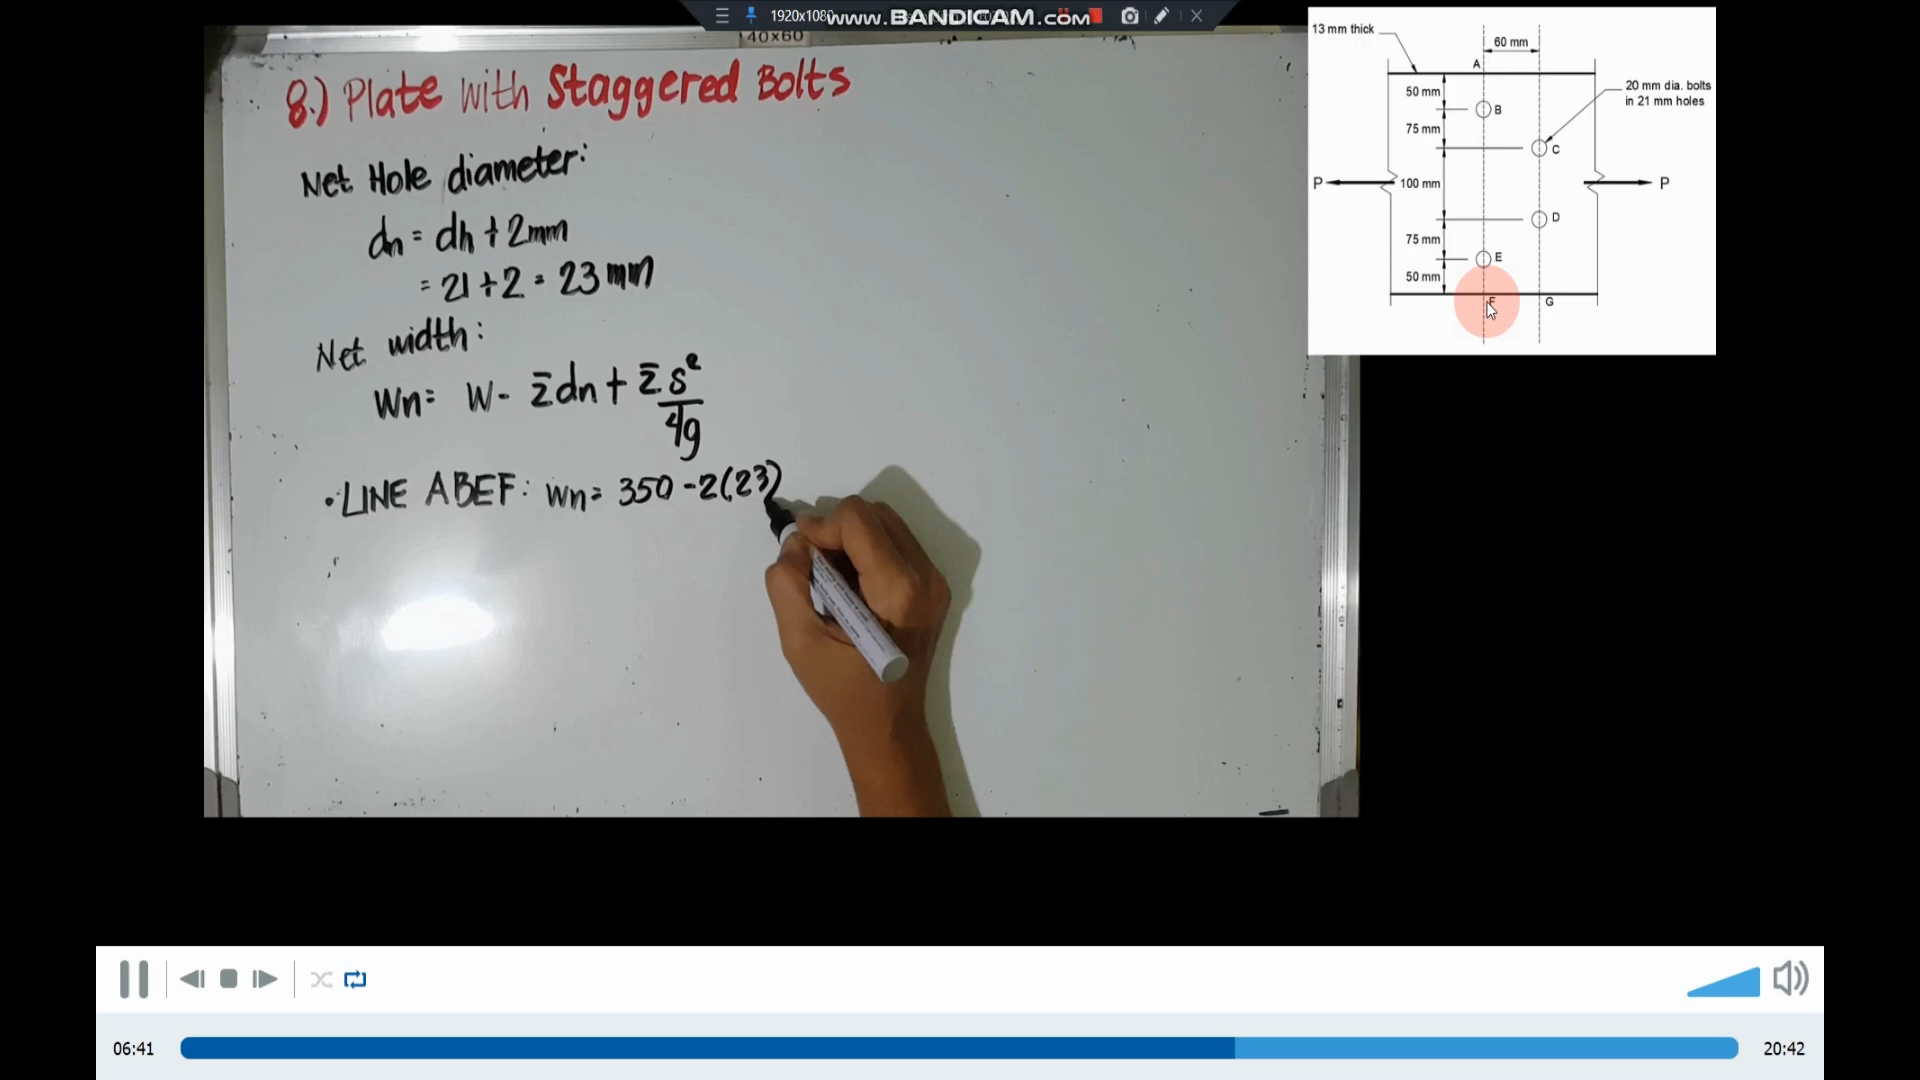 1920x1080
www.BANDICAM.com
40x60
8.) Plate with Staggered Bolts
Net Hole diameter:
dn = dh + 2mm
= 21 + 2 = 23 mm
Net width:
Wn = W - Σdn + Σ s²
4g
• LINE ABEF: Wn = 350 - 2(23)
13 mm thick
60 mm
A
50 mm
B
20 mm dia. bolts
in 21 mm holes
75 mm
C
P
100 mm
P
D
75 mm
E
50 mm
F
G
06:41
20:42